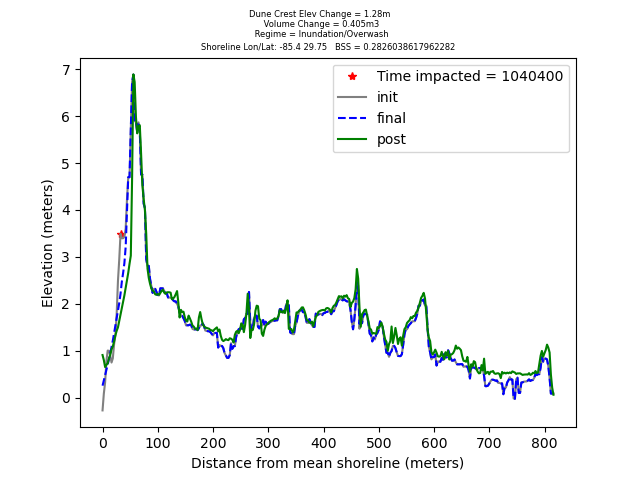 Dune Crest Elev Change = 1.28m
Volume Change = 0.405m3
Regime = Inundation/Overwash
Shoreline Lon/Lat: -85.4 29.75   BSS = 0.2826038617962282
Time impacted = 1040400
init
final
post
7
6
5
4
3
2
1
0
Elevation (meters)
0 100 200 300 400 500 600 700 800
Distance from mean shoreline (meters)